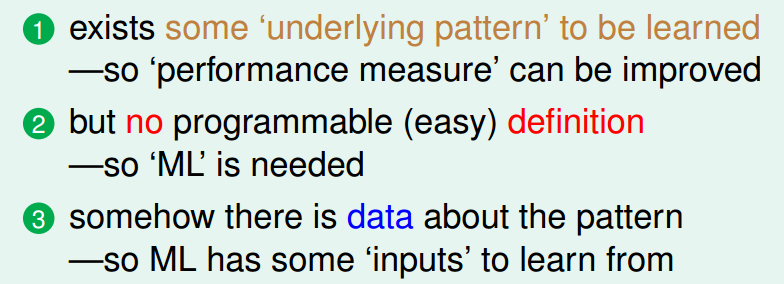 1 exists some ‘underlying pattern’ to be learned
—so ‘performance measure’ can be improved
2 but no programmable (easy) definition
—so ‘ML’ is needed
3 somehow there is data about the pattern
—so ML has some ‘inputs’ to learn from